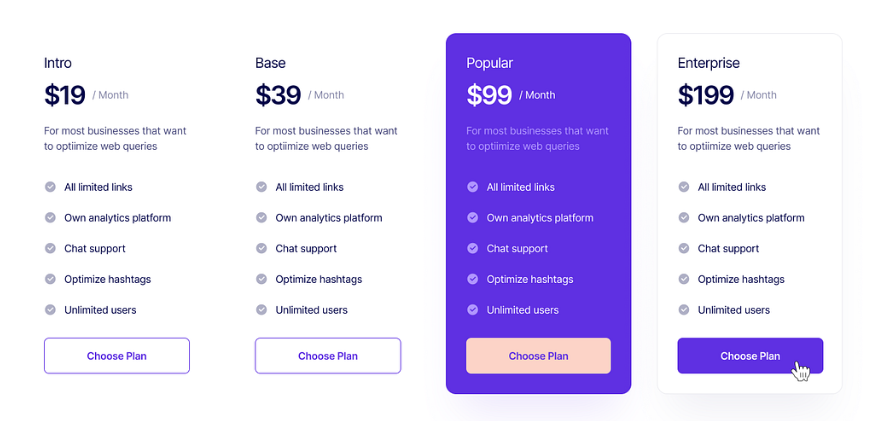 Intro
$19 / Month
For most businesses that want
to optiimize web queries
All limited links
Own analytics platform
Chat support
Optimize hashtags
Unlimited users
Choose Plan
Base
$39 / Month
For most businesses that want
to optiimize web queries
All limited links
Own analytics platform
Chat support
Optimize hashtags
Unlimited users
Choose Plan
Popular
$99 / Month
For most businesses that want
to optiimize web queries
All limited links
Own analytics platform
Chat support
Optimize hashtags
Unlimited users
Choose Plan
Enterprise
$199 / Month
For most businesses that want
to optiimize web queries
All limited links
Own analytics platform
Chat support
Optimize hashtags
Unlimited users
Choose Plan